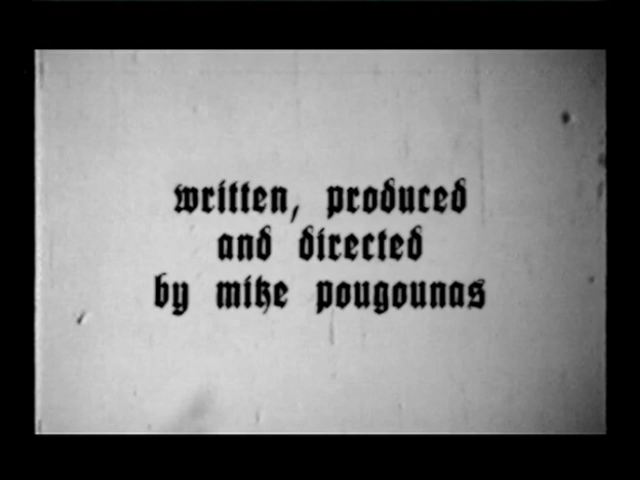 written, produced
and directed
by mike pougounas